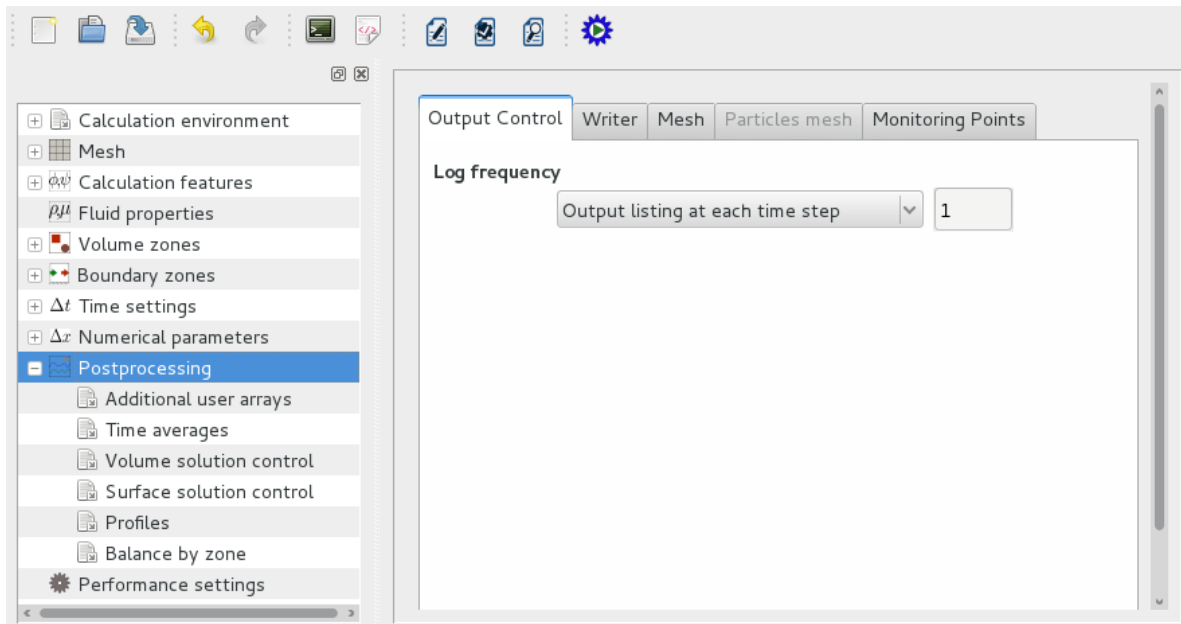 Calculation environment
Mesh
Calculation features
Fluid properties
Volume zones
Boundary zones
Δt Time settings
Δx Numerical parameters
Postprocessing
Additional user arrays
Time averages
Volume solution control
Surface solution control
Profiles
Balance by zone
Performance settings
Output Control Writer Mesh Particles mesh Monitoring Points
Log frequency
Output listing at each time step 1